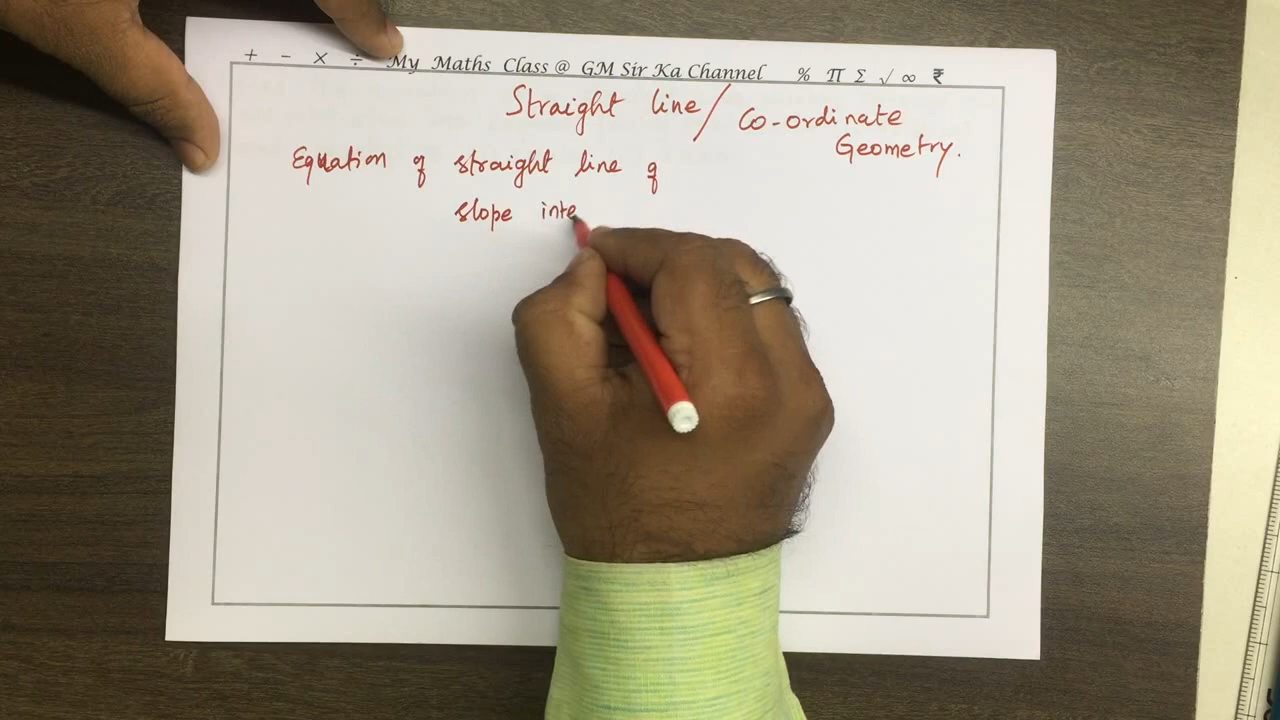 + - × ÷ My Maths Class @ GM Sir Ka Channel % Π Σ √ ∞ ₹
Straight line / Co-ordinate
Geometry.
Equation of straight line of
slope inte